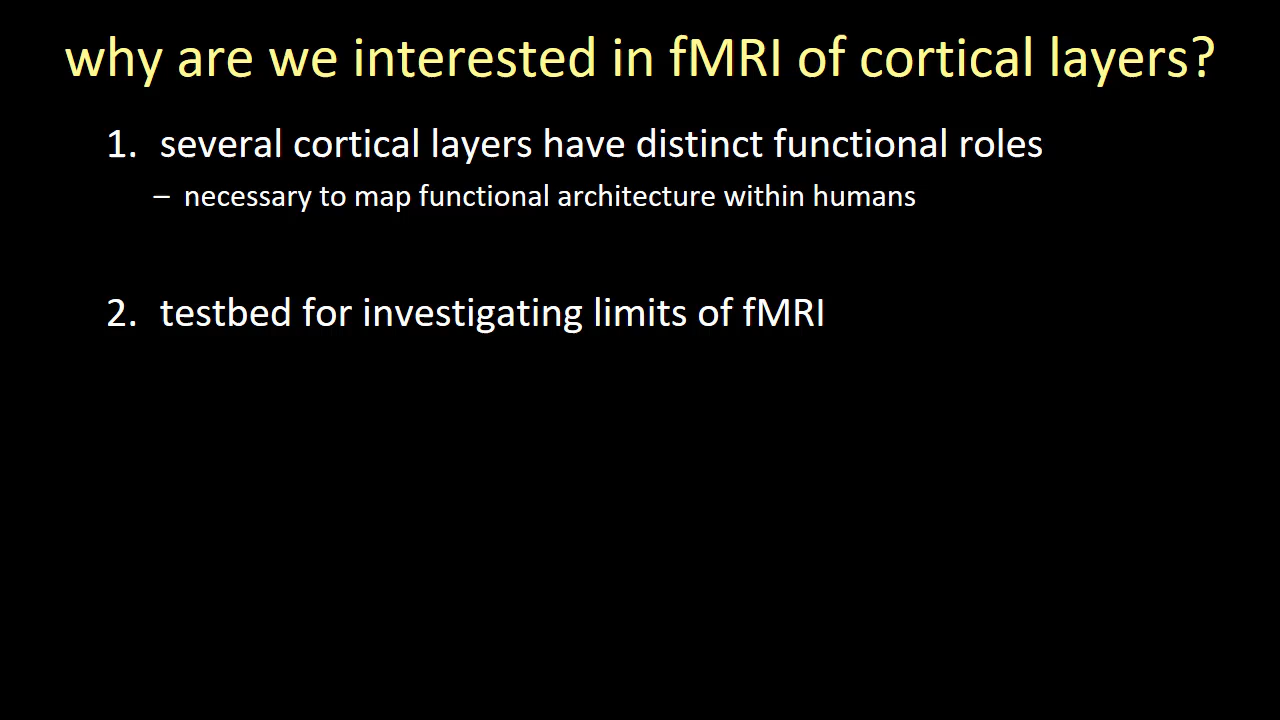 why are we interested in fMRI of cortical layers?
1. several cortical layers have distinct functional roles
– necessary to map functional architecture within humans
2. testbed for investigating limits of fMRI